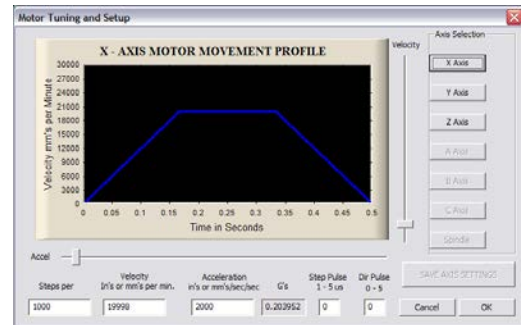 Motor Tuning and Setup
X - AXIS MOTOR MOVEMENT PROFILE
Velocity mm's per Minute
30000
27000
24000
21000
18000
15000
12000
9000
6000
3000
0
0 0.05 0.1 0.15 0.2 0.25 0.3 0.35 0.4 0.45 0.5
Time in Seconds
Velocity
Axis Selection
X Axis
Y Axis
Z Axis
A Axis
B Axis
C Axis
Spindle
Accel
Steps per
1000
Velocity
In's or mm's per min.
19998
Acceleration
in's or mm's/sec/sec
2000
G's
0.203952
Step Pulse
1 - 5 us
0
Dir Pulse
0 - 5
0
SAVE AXIS SETTINGS
Cancel OK